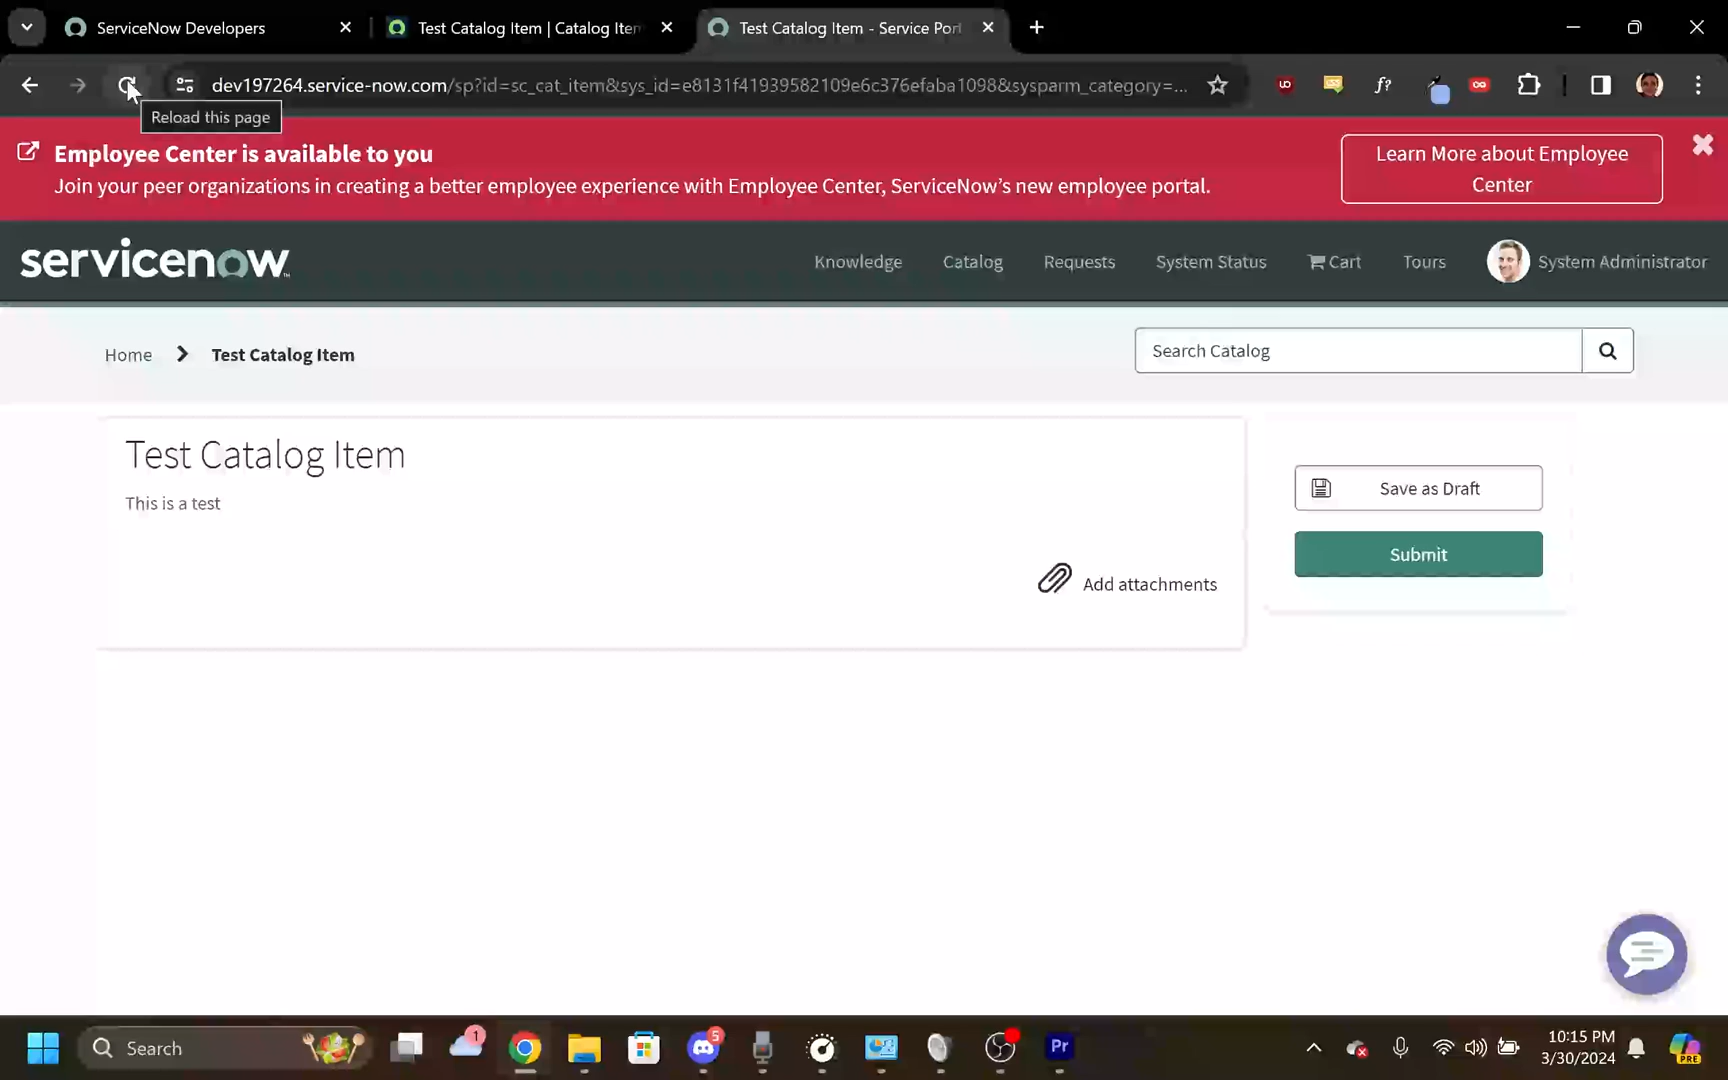 ServiceNow Developers
Test Catalog Item | Catalog Iten
Test Catalog Item - Service Port
dev197264.service-now.com/sp?id=sc_cat_item&sys_id=e8131f41939582109e6c376efaba1098&sysparm_category=...
f?
Reload this page
Employee Center is available to you
Join your peer organizations in creating a better employee experience with Employee Center, ServiceNow's new employee portal.
Learn More about Employee
Center
servicenow
Knowledge
Catalog
Requests
System Status
Cart
Tours
System Administrator
Home
Test Catalog Item
Search Catalog
Test Catalog Item
This is a test
Add attachments
Save as Draft
Submit
Search
1
5
Pr
10:15 PM
3/30/2024
PRE